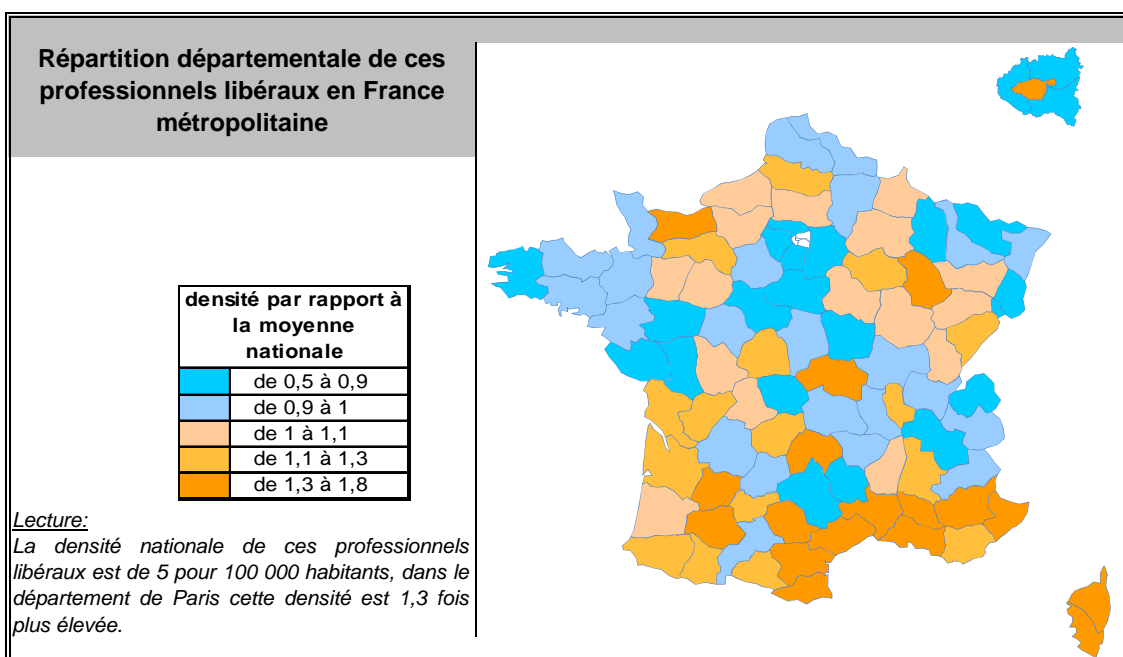 Répartition départementale de ces
professionnels libéraux en France
métropolitaine
densité par rapport à
la moyenne
nationale
de 0,5 à 0,9
de 0,9 à 1
de 1 à 1,1
de 1,1 à 1,3
de 1,3 à 1,8
Lecture:
La densité nationale de ces professionnels
libéraux est de 5 pour 100 000 habitants, dans le
département de Paris cette densité est 1,3 fois
plus élevée.